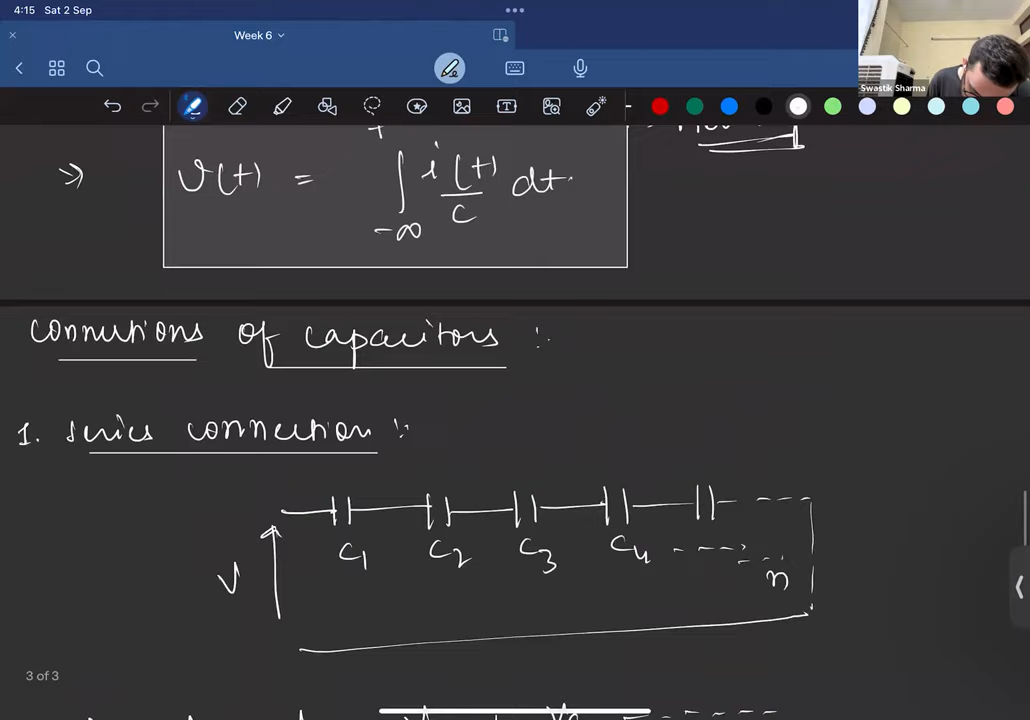 4:15 Sat 2 Sep
Week 6
Swastik Sharma
t
⇒ v(t) = ∫ i(t)/c dt
-∞
connections of capacitors :
1. series connection :
C1 C2 C3 C4 - - - - n
V
3 of 3